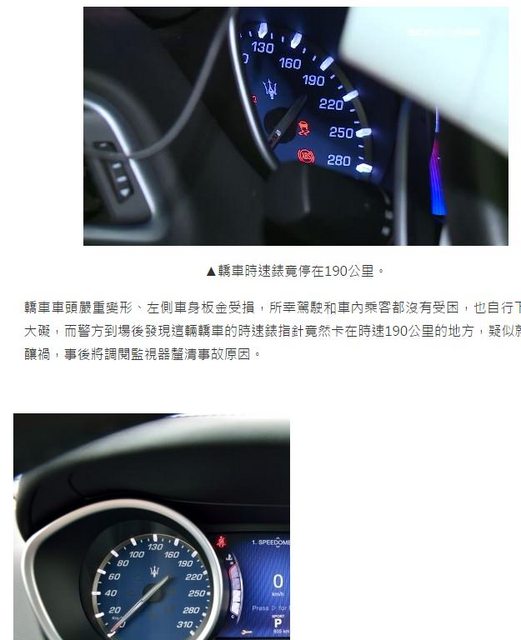 130
160
190
220
250
280
ABS
▲轎車時速錶竟停在190公里。
轎車車頭嚴重變形、左側車身板金受損，所幸駕駛和車內乘客都沒有受困，也自行下
大礙，而警方到場後發現這輛轎車的時速錶指針竟然卡在時速190公里的地方，疑似就
釀禍，事後將調閱監視器釐清事故原因。
130
100 160
80 190
60 220
40 250
20 280
0 310
1. SPEEDOME
0
km/h
Press ▷ for
SPORT
P